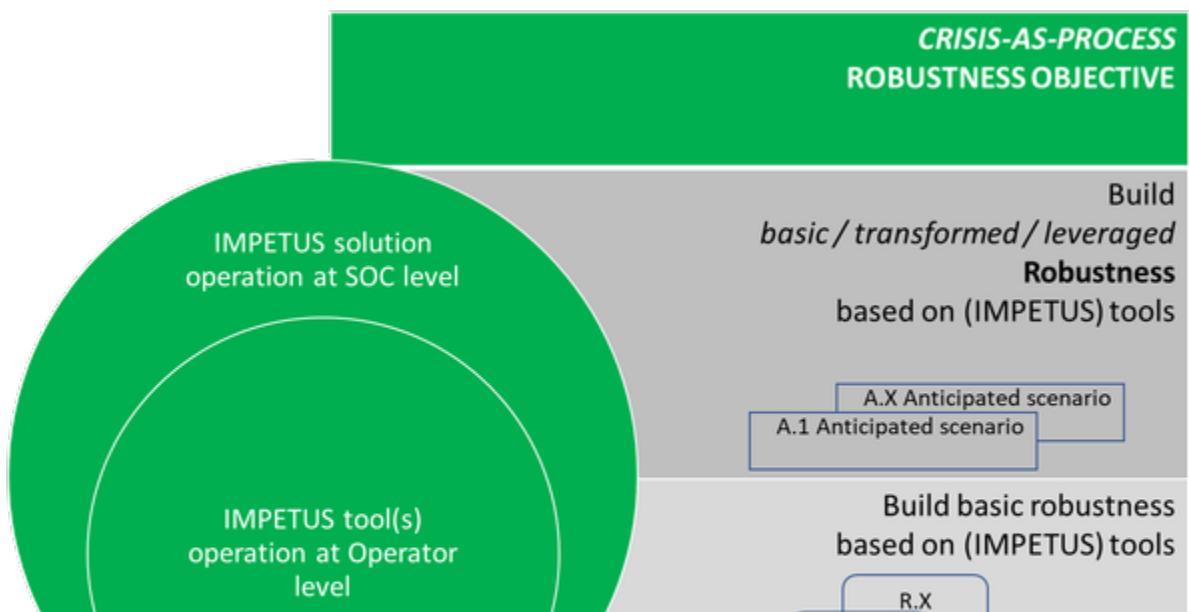 CRISIS-AS-PROCESS
ROBUSTNESS OBJECTIVE
IMPETUS solution
operation at SOC level
Build
basic / transformed / leveraged
Robustness
based on (IMPETUS) tools
A.X Anticipated scenario
A.1 Anticipated scenario
IMPETUS tool(s)
operation at Operator
level
Build basic robustness
based on (IMPETUS) tools
R.X